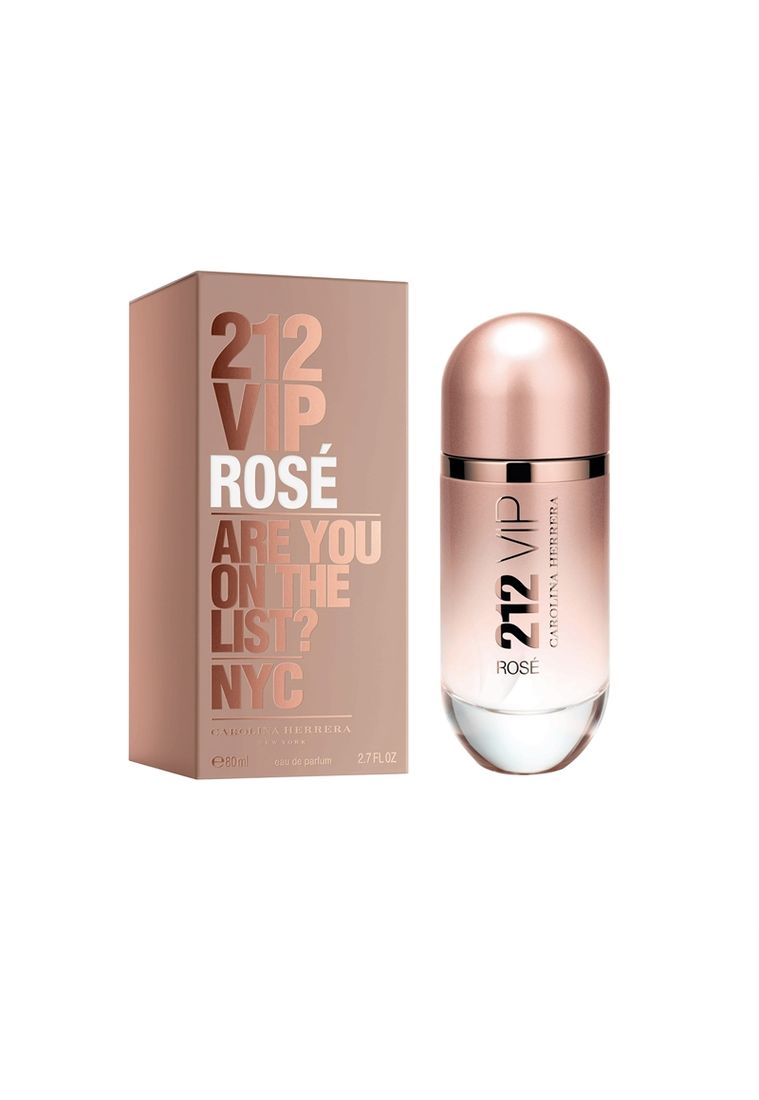 212
VIP
ROSÉ
ARE YOU
ON THE
LIST?
NYC
CAROLINA HERRERA
NEW YORK
℮80ml eau de parfum 2.7 FL OZ
212 VIP
CAROLINA HERRERA
ROSÉ